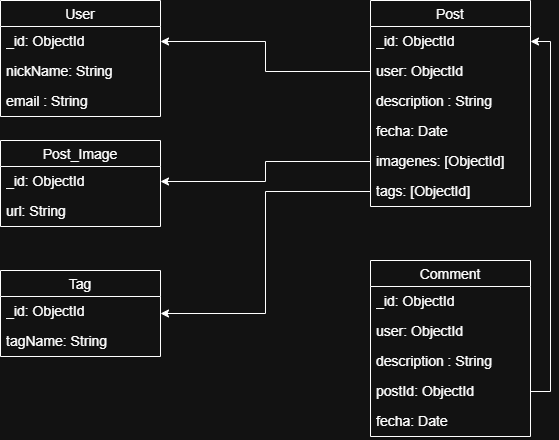 User
_id: ObjectId
nickName: String
email : String
Post_Image
_id: ObjectId
url: String
Tag
_id: ObjectId
tagName: String
Post
_id: ObjectId
user: ObjectId
description : String
fecha: Date
imagenes: [ObjectId]
tags: [ObjectId]
Comment
_id: ObjectId
user: ObjectId
description : String
postId: ObjectId
fecha: Date